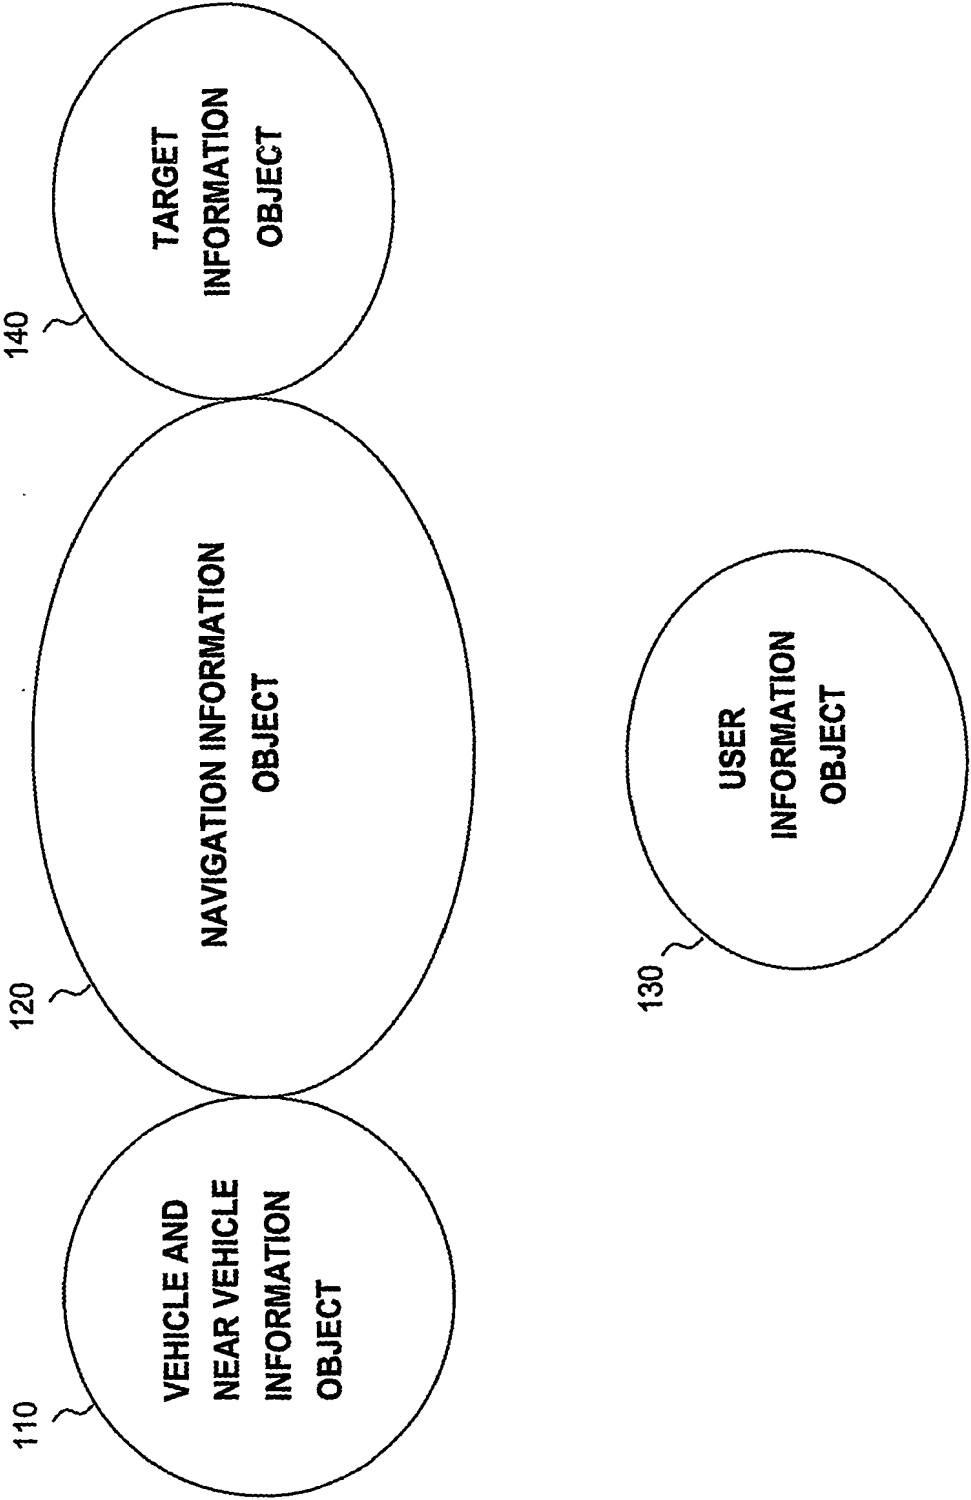 110
VEHICLE AND
NEAR VEHICLE
INFORMATION
OBJECT
120
NAVIGATION INFORMATION
OBJECT
140
TARGET
INFORMATION
OBJECT
130
USER
INFORMATION
OBJECT